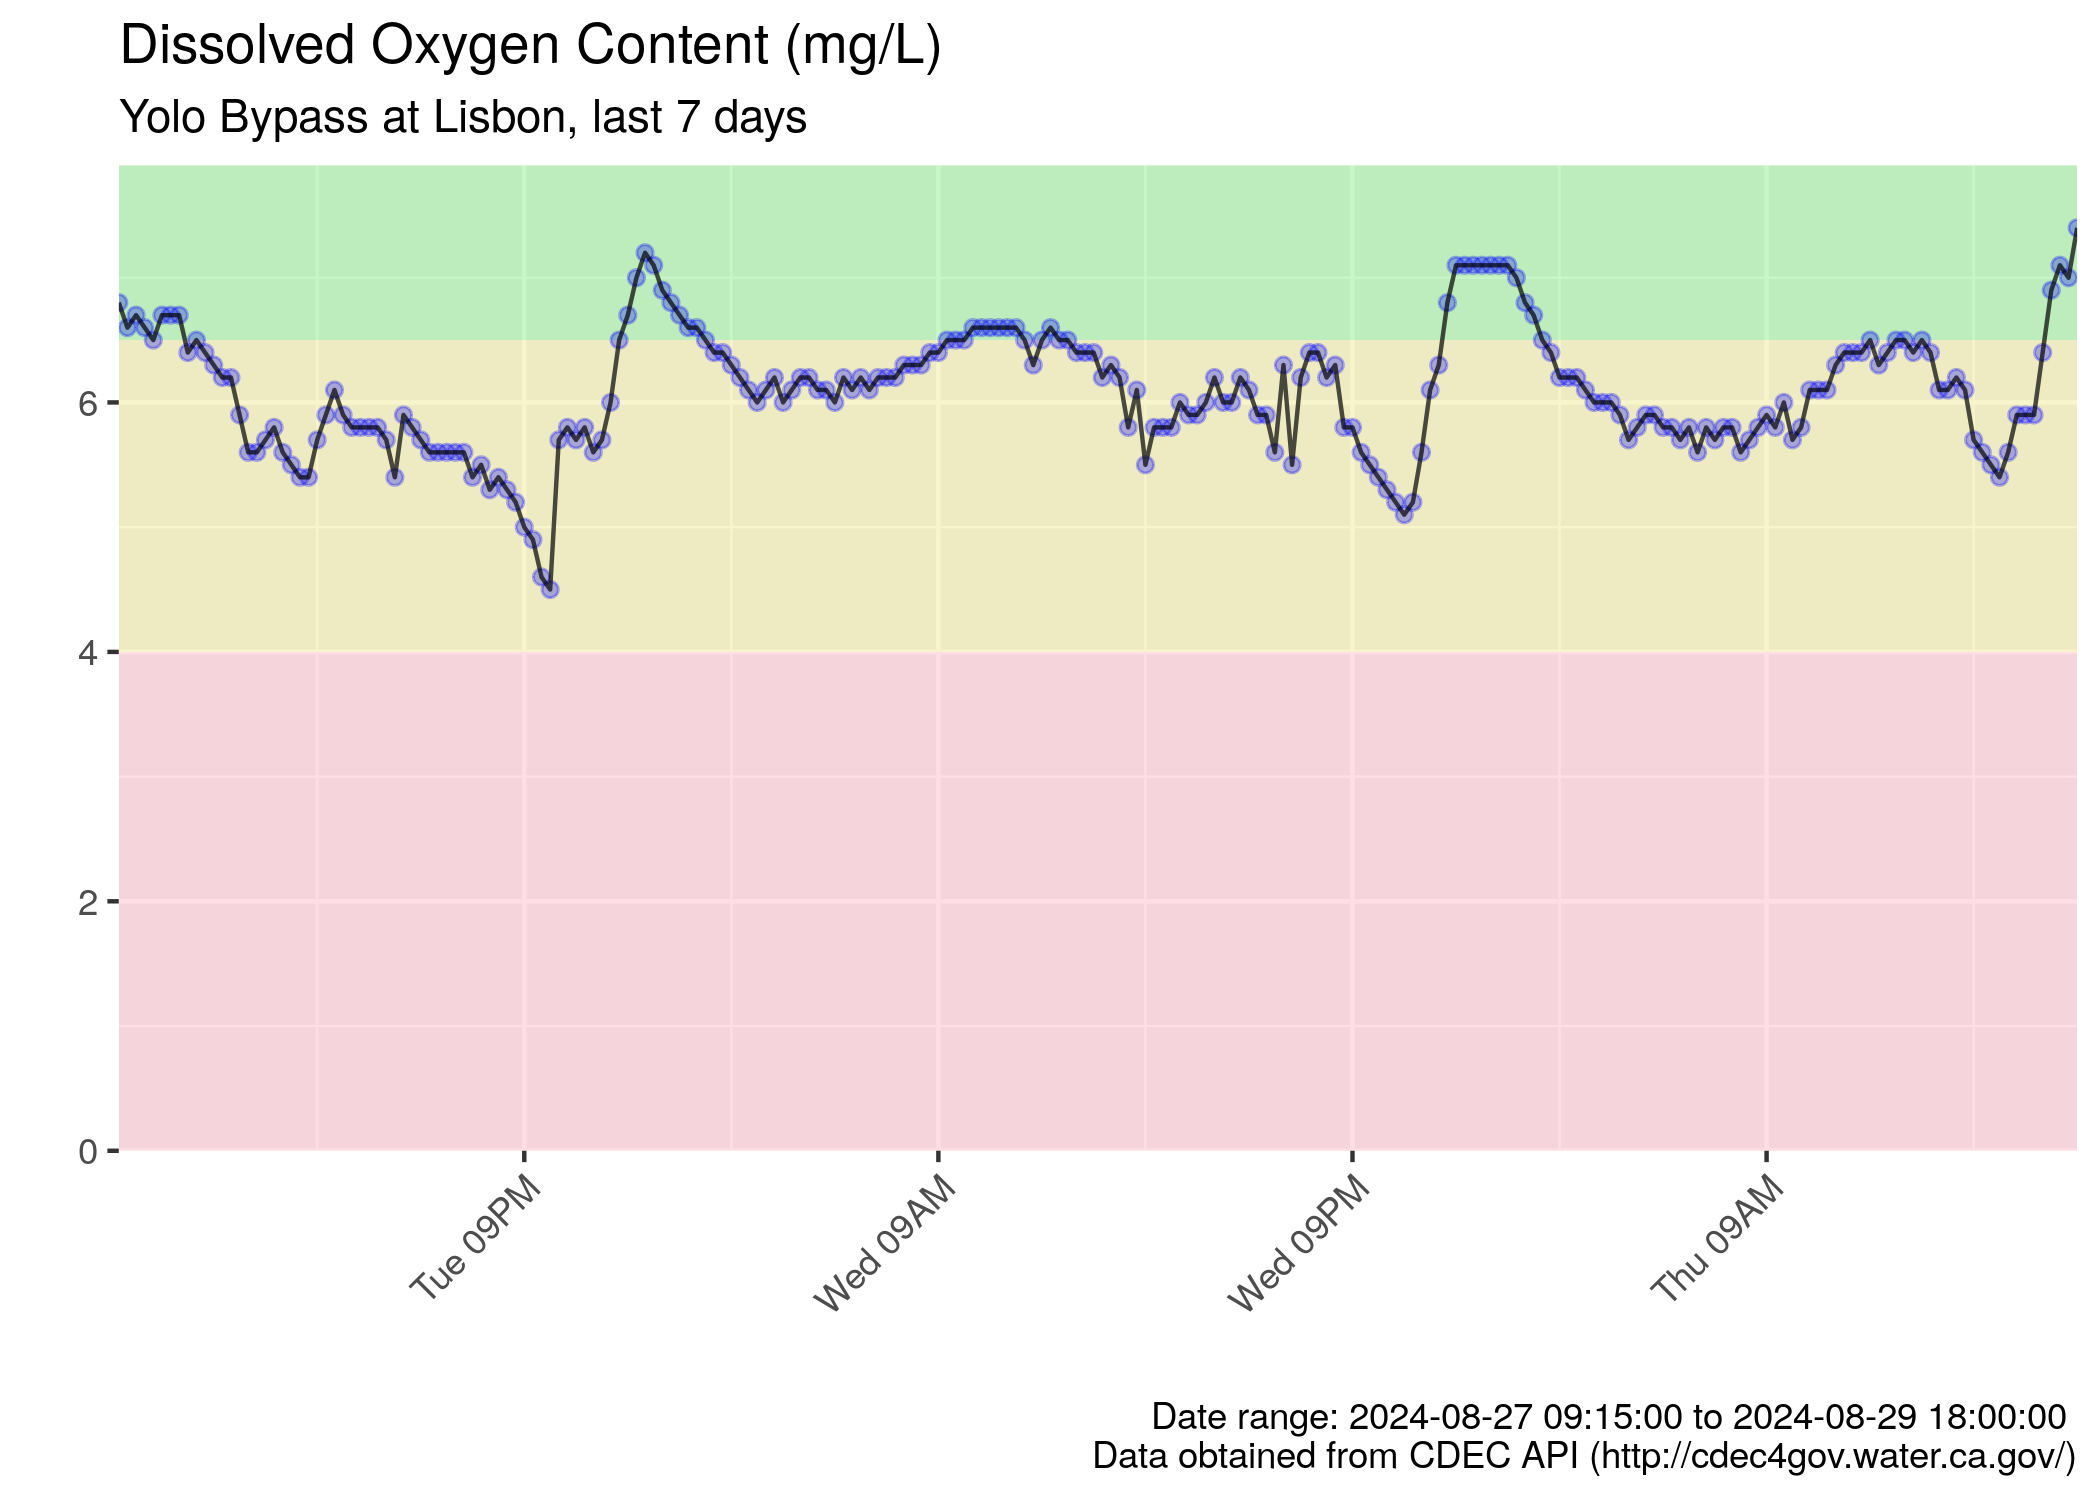 Dissolved Oxygen Content (mg/L)
Yolo Bypass at Lisbon, last 7 days
6
4
2
0
Tue 09PM
Wed 09AM
Wed 09PM
Thu 09AM
Date range: 2024-08-27 09:15:00 to 2024-08-29 18:00:00
Data obtained from CDEC API (http://cdec4gov.water.ca.gov/)